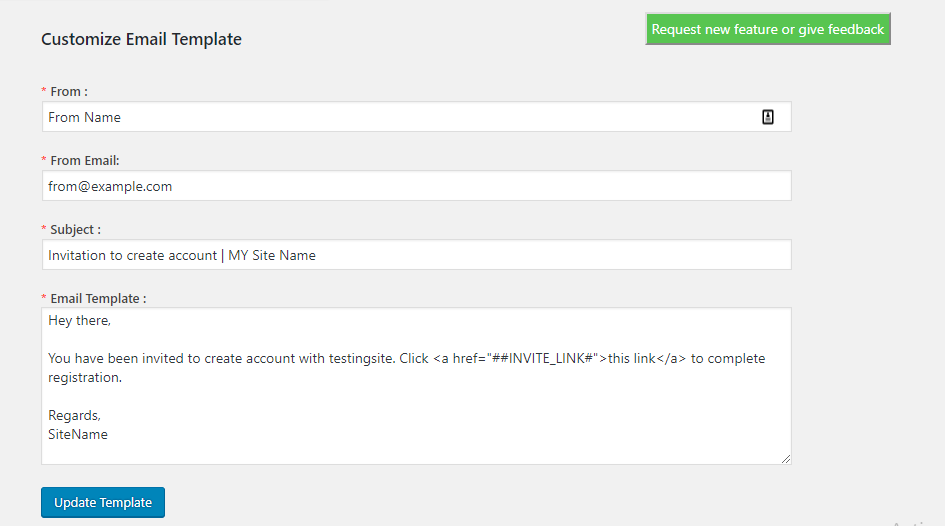 Customize Email Template
Request new feature or give feedback
* From :
From Name
* From Email:
from@example.com
* Subject :
Invitation to create account | MY Site Name
* Email Template :
Hey there,
You have been invited to create account with testingsite. Click <a href="##INVITE_LINK#">this link</a> to complete
registration.
Regards,
SiteName
Update Template